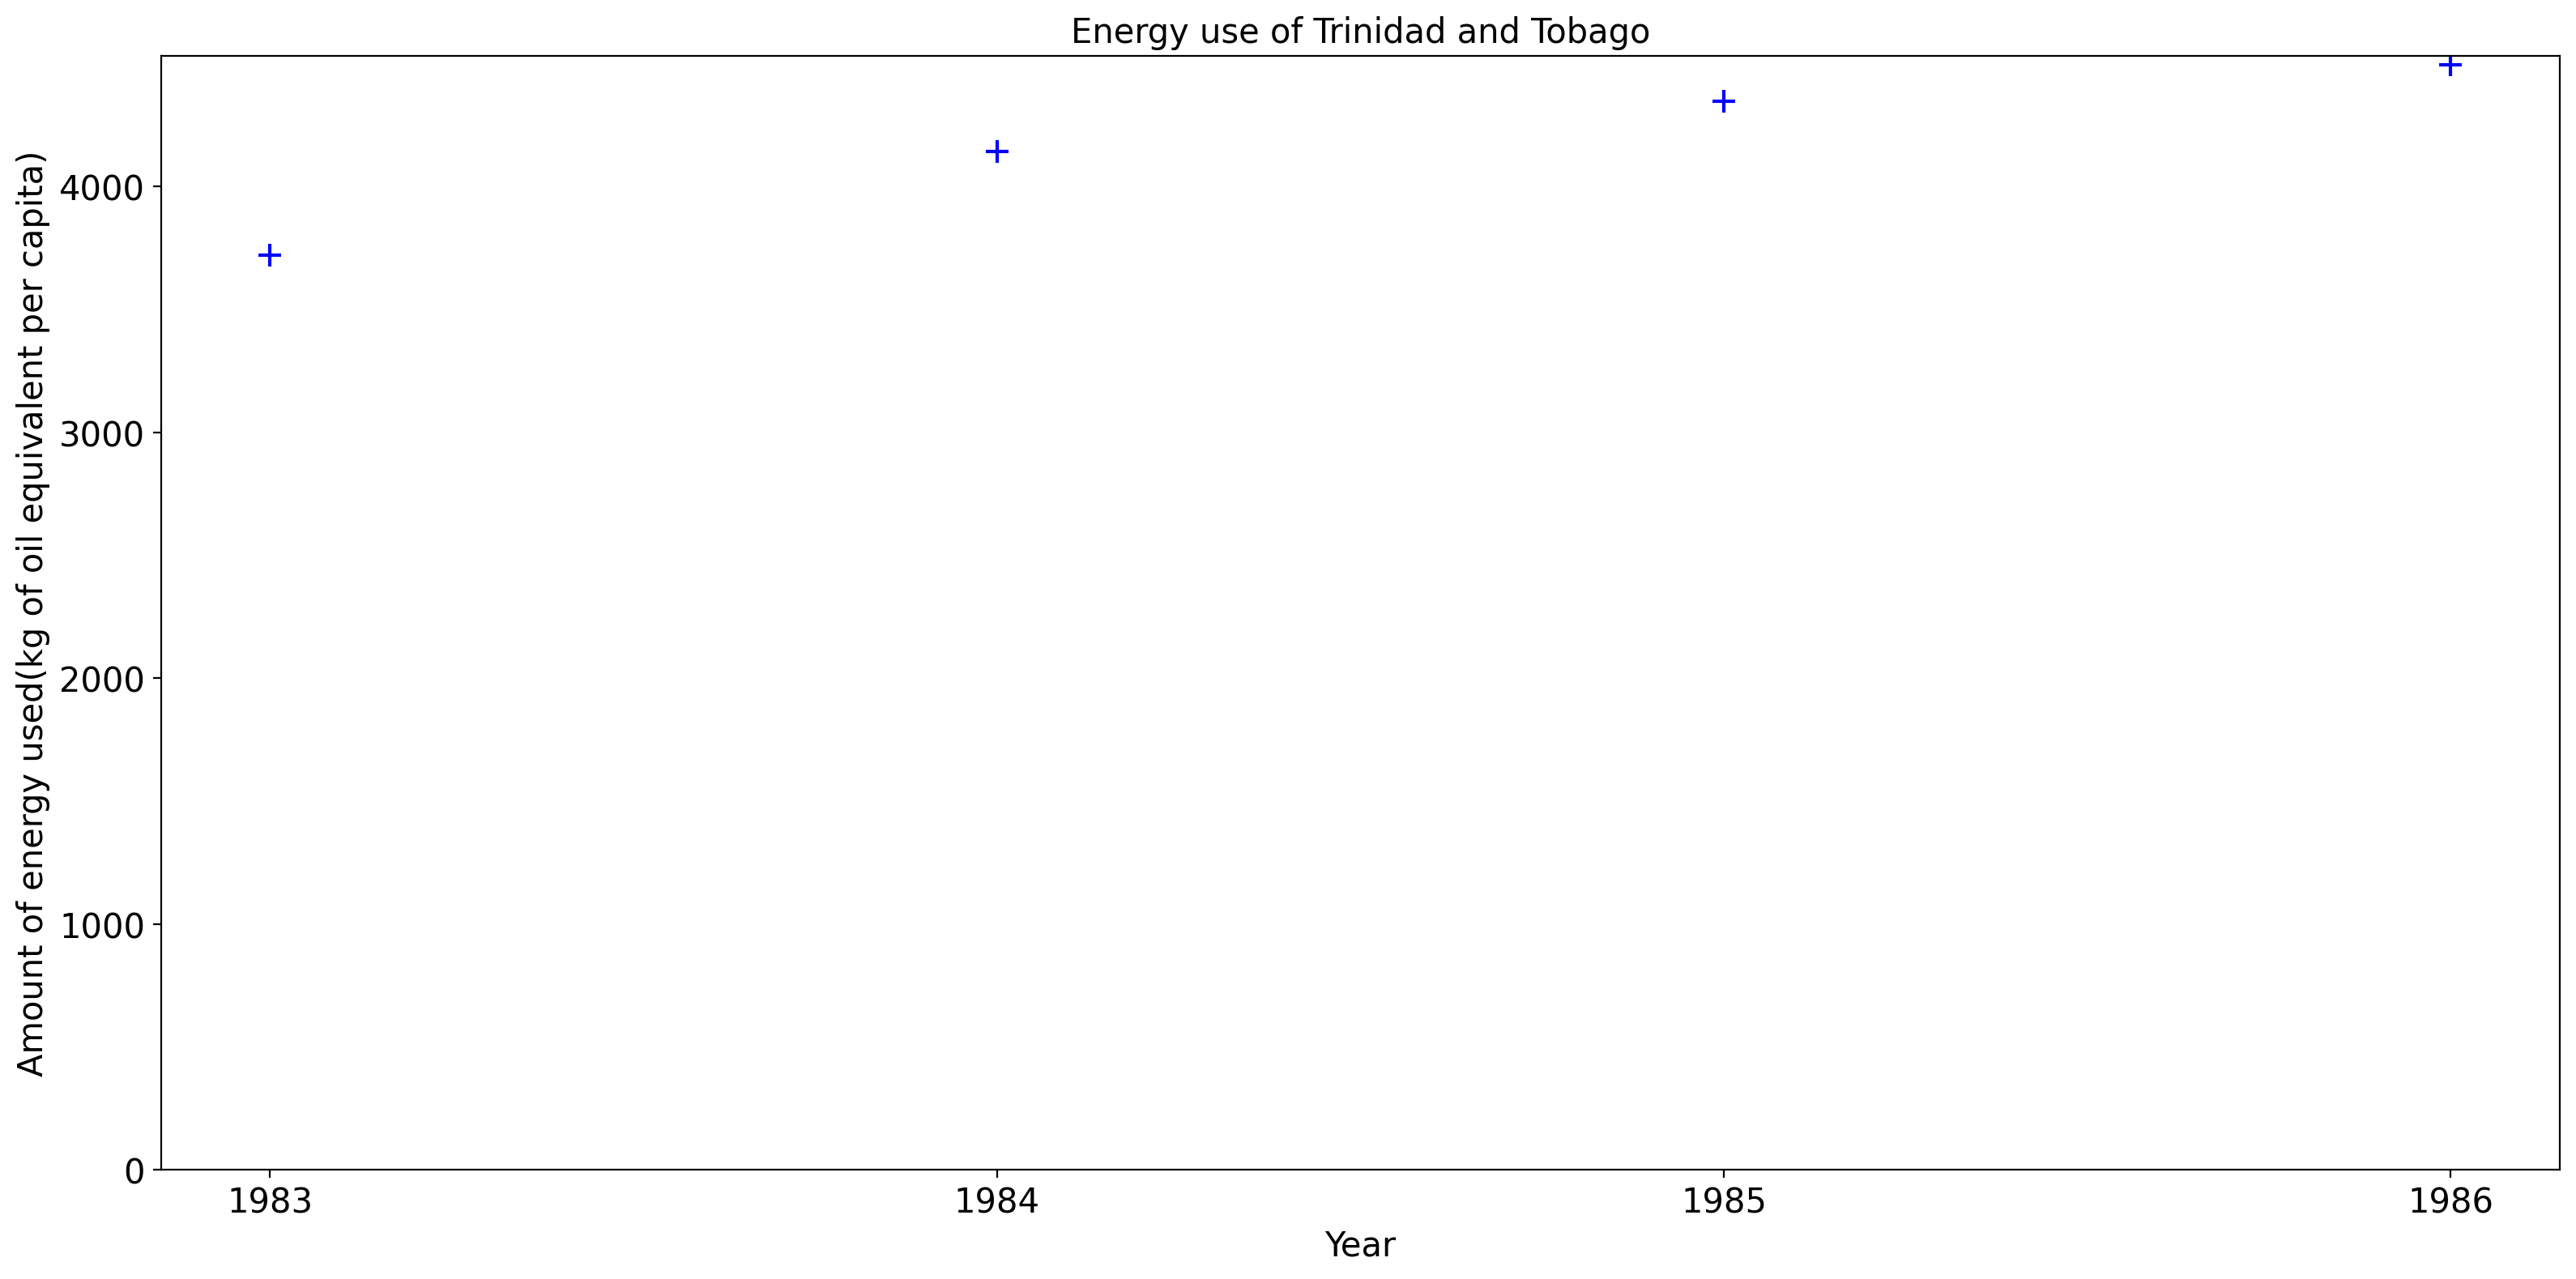 Energy use of Trinidad and Tobago
Amount of energy used(kg of oil equivalent per capita)
4000
3000
2000
1000
0
1983 1984 1985 1986
Year